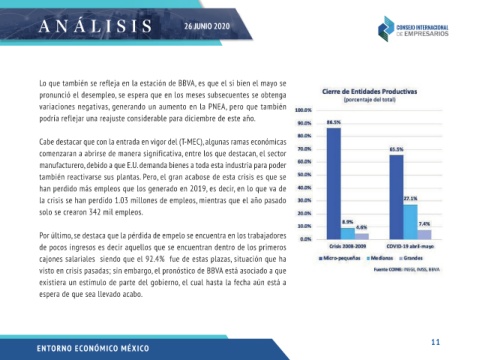 ANÁLISIS
26 JUNIO 2020
CONSEJO INTERNACIONAL
DE EMPRESARIOS
Lo que también se refleja en la estación de BBVA, es que el si bien el mayo se
pronunció el desempleo, se espera que en los meses subsecuentes se obtenga
variaciones negativas, generando un aumento en la PNEA, pero que también
podría reflejar una reajuste considerable para diciembre de este año.
Cabe destacar que con la entrada en vigor del (T-MEC), algunas ramas económicas
comenzaran a abrirse de manera significativa, entre los que destacan, el sector
manufacturero, debido a que E.U. demanda bienes a toda esta industria para poder
también reactivarse sus plantas. Pero, el gran acabose de esta crisis es que se
han perdido más empleos que los generado en 2019, es decir, en lo que va de
la crisis se han perdido 1.03 millones de empleos, mientras que el año pasado
solo se crearon 342 mil empleos.
Por último, se destaca que la pérdida de empelo se encuentra en los trabajadores
de pocos ingresos es decir aquellos que se encuentran dentro de los primeros
cajones salariales siendo que el 92.4% fue de estas plazas, situación que ha
visto en crisis pasadas; sin embargo, el pronóstico de BBVA está asociado a que
existiera un estimulo de parte del gobierno, el cual hasta la fecha aún está a
espera de que sea llevado acabo.
Cierre de Entidades Productivas
(porcentaje del total)
100.0%
90.0%
80.0%
70.0%
60.0%
50.0%
40.0%
30.0%
20.0%
10.0%
0.0%
86.5%
8.9%
4.6%
65.5%
27.1%
7.4%
Crisis 2008-2009
COVID-19 abril-mayo
Micro-pequeñas
Medianas
Grandes
Fuente COMIE: INEGI, IMSS, BBVA
ENTORNO ECONÓMICO MÉXICO
11